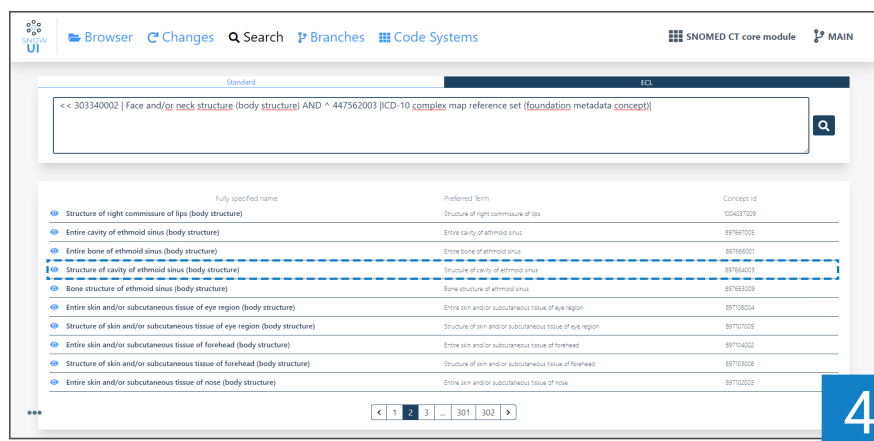 SNOW
UI
Browser Changes Search Branches Code Systems SNOMED CT core module MAIN
Standard ECL
<< 303340002 | Face and/or neck structure (body structure) AND ^ 447562003 |ICD-10 complex map reference set (foundation metadata concept)|
Fully specified name Preferred Term Concept Id
Structure of right commissure of lips (body structure) Structure of right commissure of lips 1004037009
Entire cavity of ethmoid sinus (body structure) Entire cavity of ethmoid sinus 897667005
Entire bone of ethmoid sinus (body structure) Entire bone of ethmoid sinus 897666001
Structure of cavity of ethmoid sinus (body structure) Structure of cavity of ethmoid sinus 897664003
Bone structure of ethmoid sinus (body structure) Bone structure of ethmoid sinus 897663009
Entire skin and/or subcutaneous tissue of eye region (body structure) Entire skin and/or subcutaneous tissue of eye region 897108004
Structure of skin and/or subcutaneous tissue of eye region (body structure) Structure of skin and/or subcutaneous tissue of eye region 897107009
Entire skin and/or subcutaneous tissue of forehead (body structure) Entire skin and/or subcutaneous tissue of forehead 897104002
Structure of skin and/or subcutaneous tissue of forehead (body structure) Structure of skin and/or subcutaneous tissue of forehead 897103008
Entire skin and/or subcutaneous tissue of nose (body structure) Entire skin and/or subcutaneous tissue of nose 897102003
1 2 3 ... 301 302
4